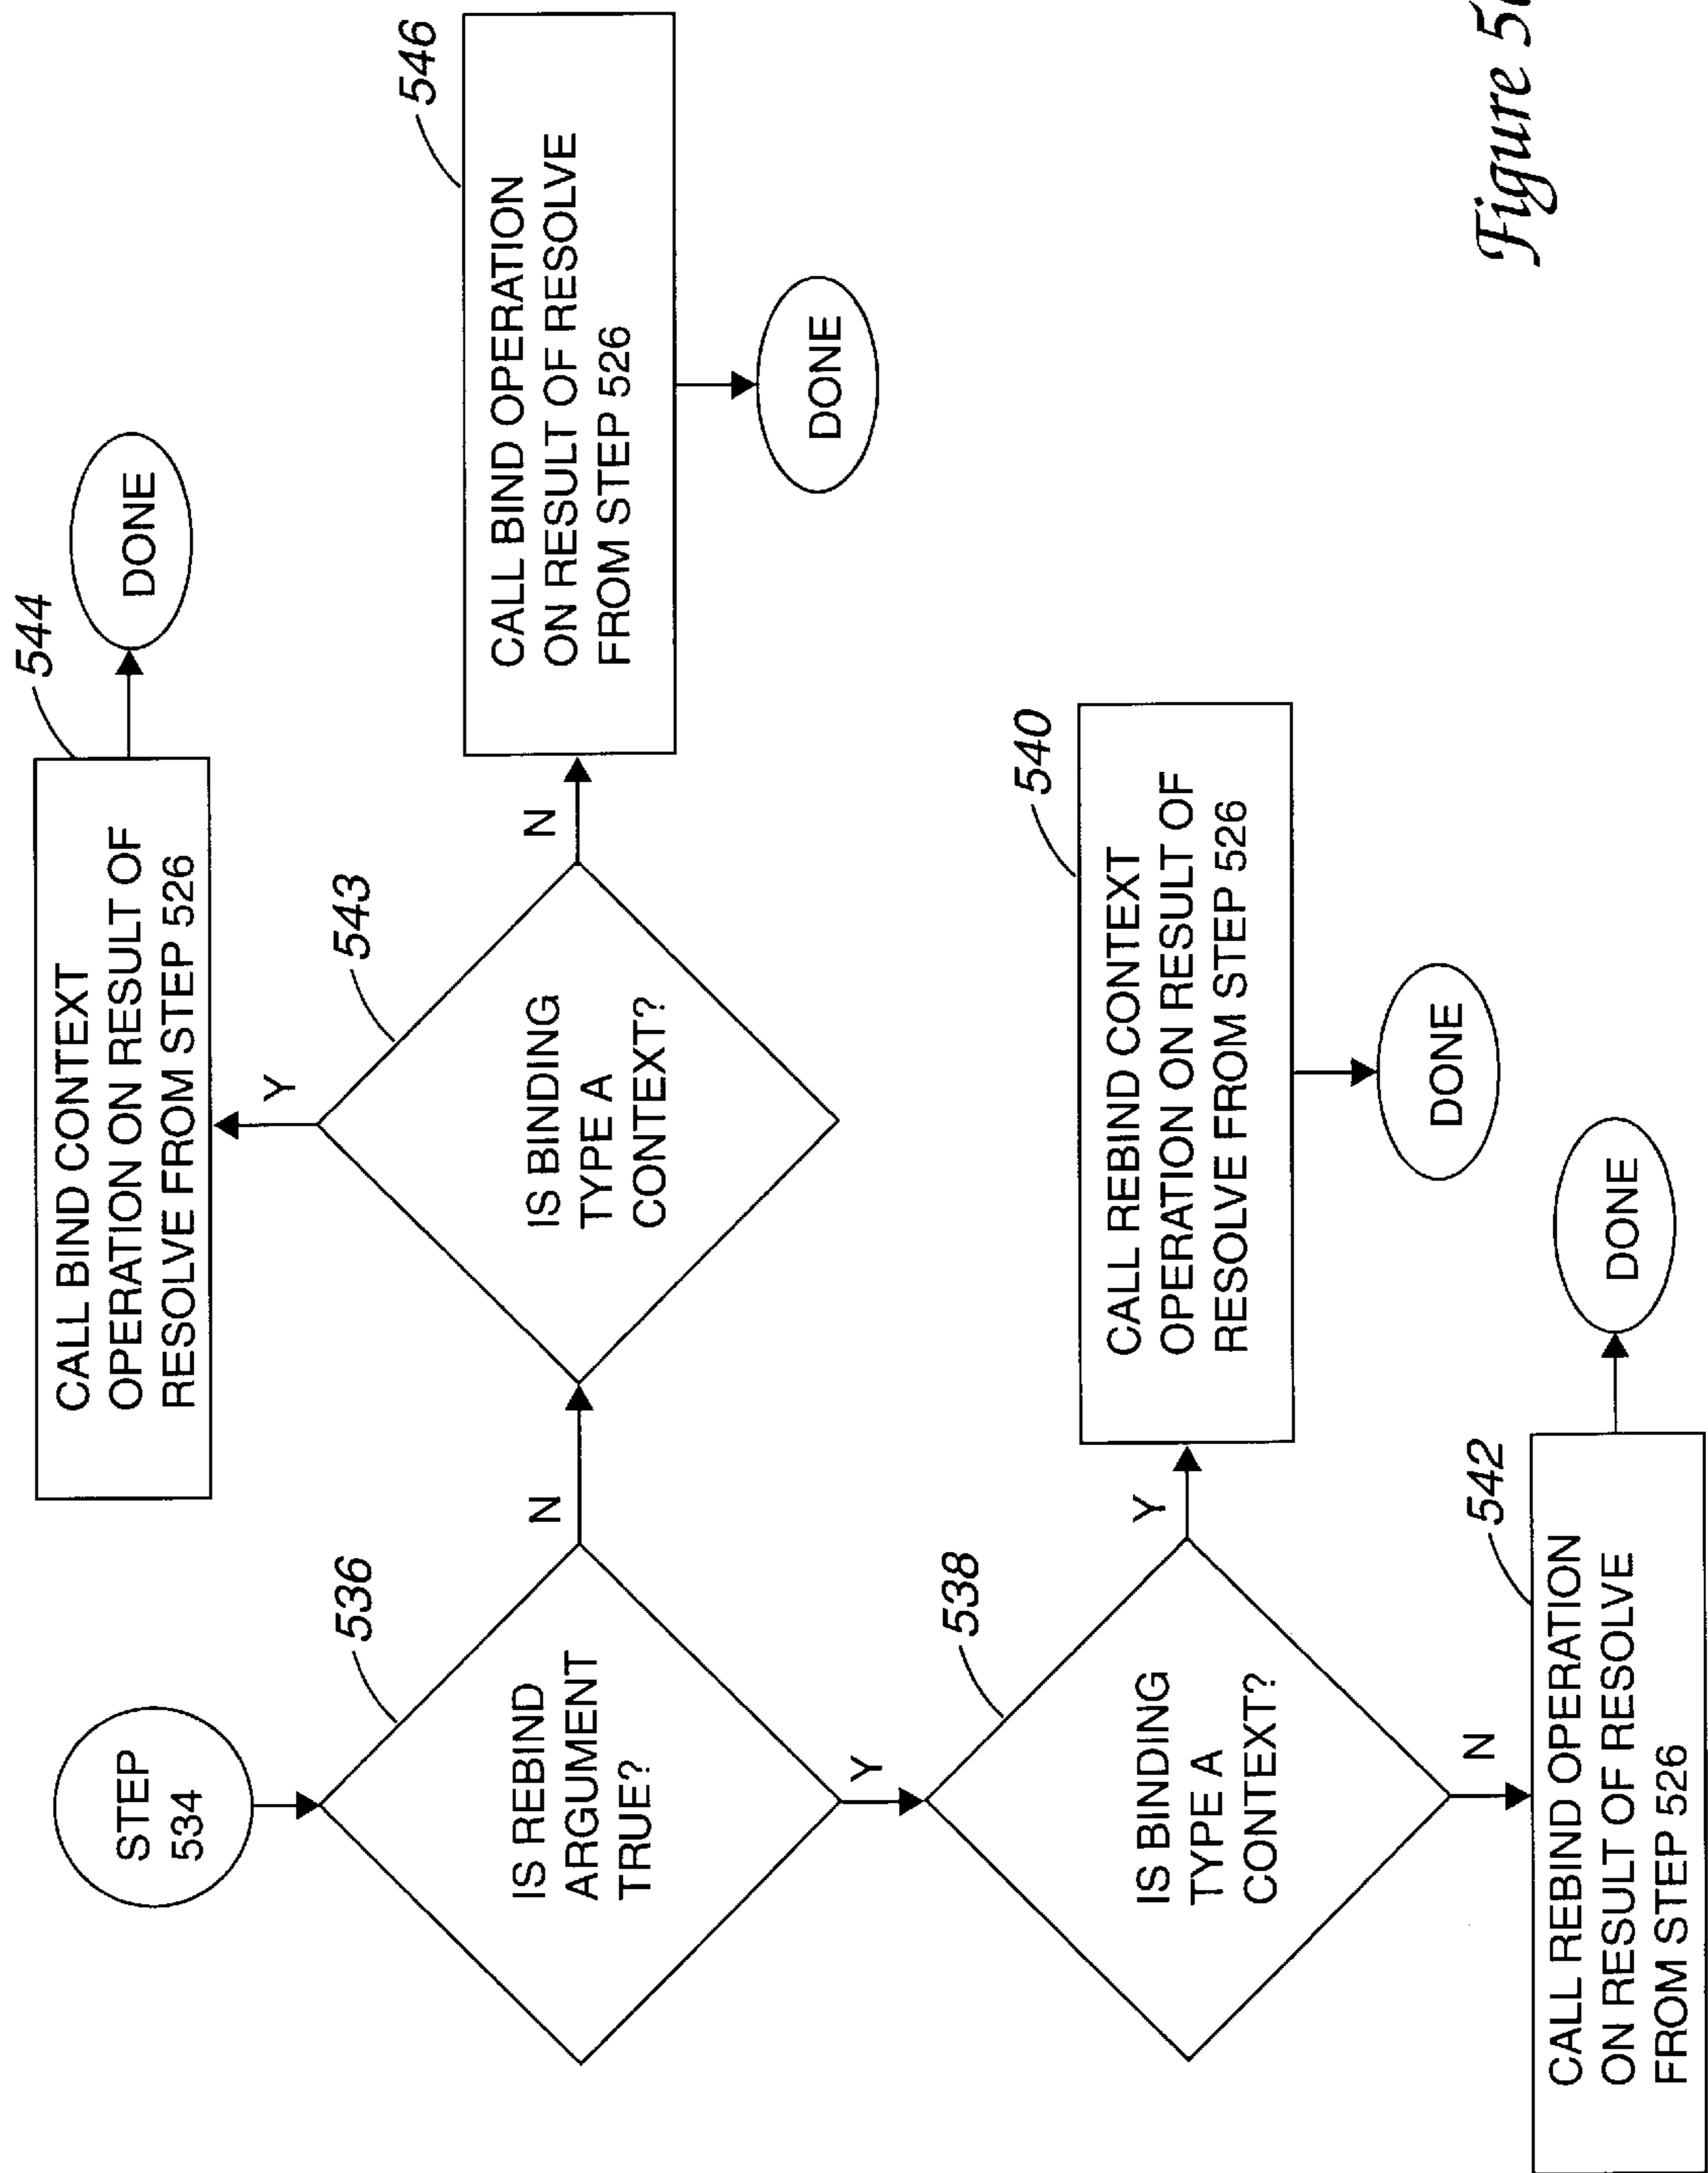 STEP
534
536
IS REBIND
ARGUMENT
TRUE?
N
Y
543
IS BINDING
TYPE A
CONTEXT?
Y
N
544
CALL BIND CONTEXT
OPERATION ON RESULT OF
RESOLVE FROM STEP 526
DONE
546
CALL BIND OPERATION
ON RESULT OF RESOLVE
FROM STEP 526
DONE
538
IS BINDING
TYPE A
CONTEXT?
Y
N
540
CALL REBIND CONTEXT
OPERATION ON RESULT OF
RESOLVE FROM STEP 526
DONE
542
CALL REBIND OPERATION
ON RESULT OF RESOLVE
FROM STEP 526
DONE
Figure